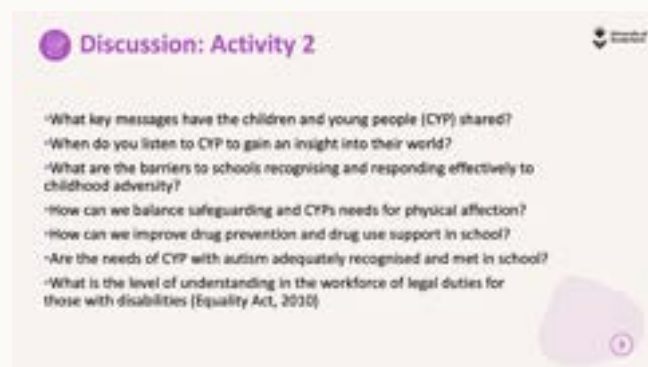 Discussion: Activity 2
University of
Sunderland
◦What key messages have the children and young people (CYP) shared?
◦When do you listen to CYP to gain an insight into their world?
◦What are the barriers to schools recognising and responding effectively to
childhood adversity?
◦How can we balance safeguarding and CYPs needs for physical affection?
◦How can we improve drug prevention and drug use support in school?
◦Are the needs of CYP with autism adequately recognised and met in school?
◦What is the level of understanding in the workforce of legal duties for
those with disabilities (Equality Act, 2010)